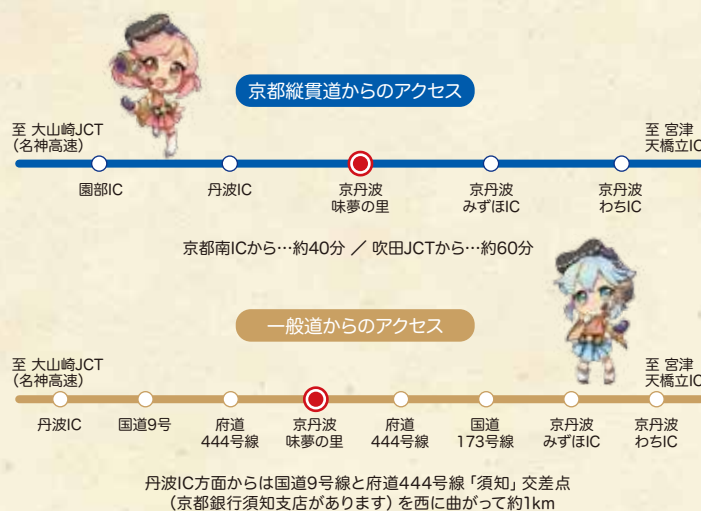 京都縦貫道からのアクセス
至 大山崎JCT
(名神高速)
至 宮津
天橋立IC
園部IC
丹波IC
京丹波
味夢の里
京丹波
みずほIC
京丹波
わちIC
京都南ICから…約40分 ／ 吹田JCTから…約60分
一般道からのアクセス
至 大山崎JCT
(名神高速)
至 宮津
天橋立IC
丹波IC
国道9号
府道
444号線
京丹波
味夢の里
府道
444号線
国道
173号線
京丹波
みずほIC
京丹波
わちIC
丹波IC方面からは国道9号線と府道444号線「須知」交差点
(京都銀行須知支店があります) を西に曲がって約1km